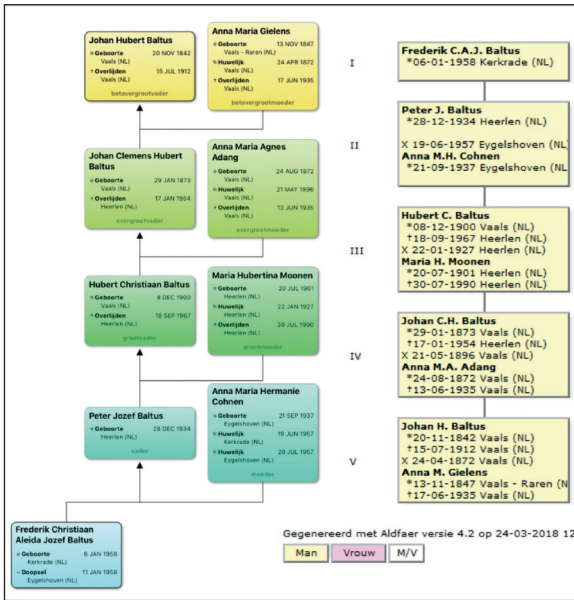 Johan Hubert Baltus
Geboorte 20 NOV 1842
Vaals (NL)
† Overlijden 15 JUL 1912
Vaals (NL)
betovergrootvader
Anna Maria Gielens
Geboorte 13 NOV 1847
Vaals - Raren (NL)
Huwelijk 24 APR 1872
Vaals (NL)
† Overlijden 17 JUN 1935
Vaals (NL)
betovergrootmoeder
Johan Clemens Hubert
Baltus
Geboorte 29 JAN 1873
Vaals (NL)
† Overlijden 17 JAN 1954
Heerlen (NL)
overgrootvader
Anna Maria Agnes
Adang
Geboorte 24 AUG 1872
Vaals (NL)
Huwelijk 21 MAY 1896
Vaals (NL)
† Overlijden 13 JUN 1935
Vaals (NL)
overgrootmoeder
Hubert Christiaan Baltus
Geboorte 8 DEC 1900
Vaals (NL)
† Overlijden 18 SEP 1967
Heerlen (NL)
grootvader
Maria Hubertina Moonen
Geboorte 20 JUL 1901
Heerlen (NL)
Huwelijk 22 JAN 1927
Heerlen (NL)
† Overlijden 30 JUL 1990
Heerlen (NL)
grootmoeder
Peter Jozef Baltus
Geboorte 28 DEC 1934
Heerlen (NL)
vader
Anna Maria Hermanie
Cohnen
Geboorte 21 SEP 1937
Eygelshoven (NL)
Huwelijk 19 JUN 1957
Kerkrade (NL)
Huwelijk 20 JUL 1957
Eygelshoven (NL)
moeder
Frederik Christiaan
Aleida Jozef Baltus
Geboorte 6 JAN 1958
Kerkrade (NL)
~ Doopsel 11 JAN 1958
Eygelshoven (NL)
I
II
III
IV
V
Frederik C.A.J. Baltus
*06-01-1958 Kerkrade (NL)
Peter J. Baltus
*28-12-1934 Heerlen (NL)
X 19-06-1957 Eygelshoven (NL)
Anna M.H. Cohnen
*21-09-1937 Eygelshoven (NL
Hubert C. Baltus
*08-12-1900 Vaals (NL)
†18-09-1967 Heerlen (NL)
X 22-01-1927 Heerlen (NL)
Maria H. Moonen
*20-07-1901 Heerlen (NL)
†30-07-1990 Heerlen (NL)
Johan C.H. Baltus
*29-01-1873 Vaals (NL)
†17-01-1954 Heerlen (NL)
X 21-05-1896 Vaals (NL)
Anna M.A. Adang
*24-08-1872 Vaals (NL)
†13-06-1935 Vaals (NL)
Johan H. Baltus
*20-11-1842 Vaals (NL)
†15-07-1912 Vaals (NL)
X 24-04-1872 Vaals (NL)
Anna M. Gielens
*13-11-1847 Vaals - Raren (N
†17-06-1935 Vaals (NL)
Gegenereerd met Aldfaer versie 4.2 op 24-03-2018 12
Man Vrouw M/V